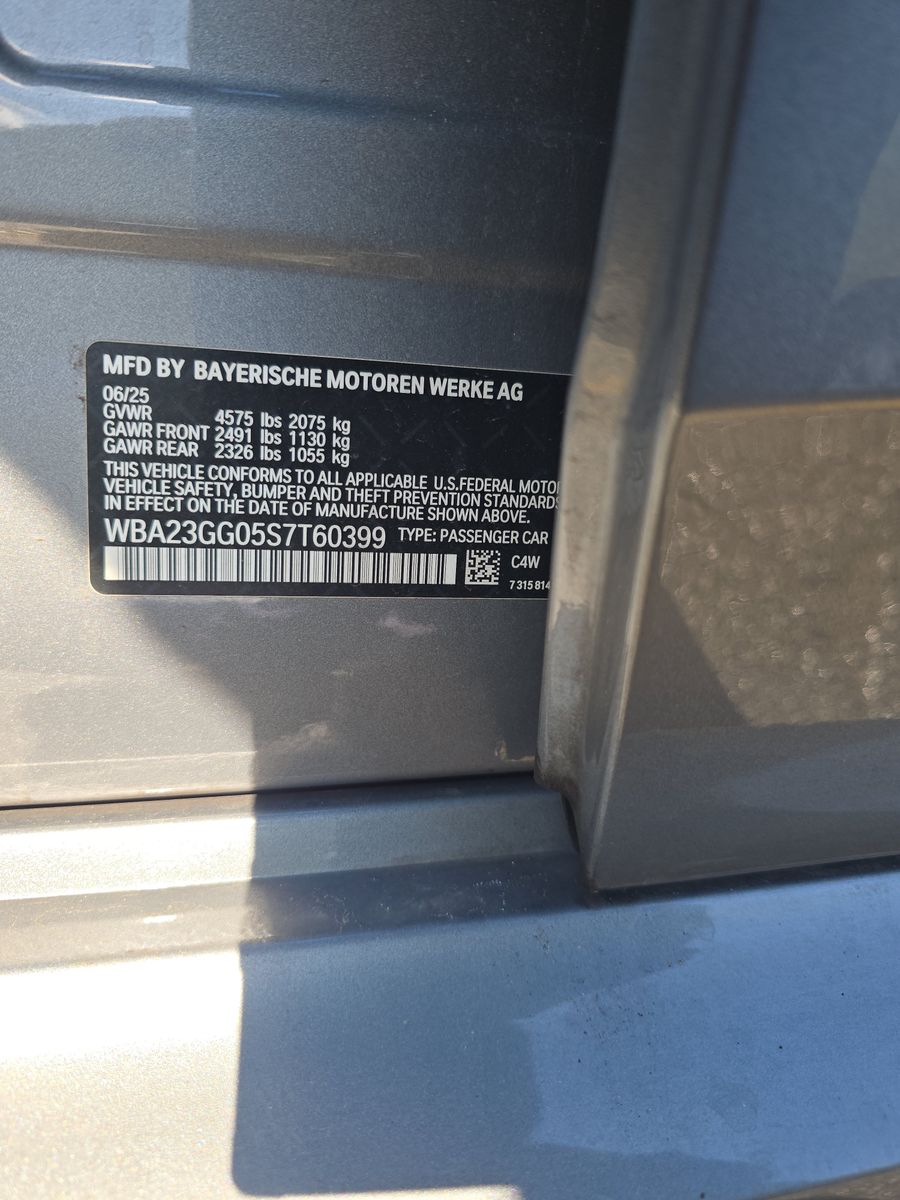 MFD BY BAYERISCHE MOTOREN WERKE AG
06/25
GVWR 4575 lbs 2075 kg
GAWR FRONT 2491 lbs 1130 kg
GAWR REAR 2326 lbs 1055 kg
THIS VEHICLE CONFORMS TO ALL APPLICABLE U.S.FEDERAL MOTO
VEHICLE SAFETY, BUMPER AND THEFT PREVENTION STANDARDS
IN EFFECT ON THE DATE OF MANUFACTURE SHOWN ABOVE.
WBA23GG05S7T60399 TYPE: PASSENGER CAR
C4W
7 315 814